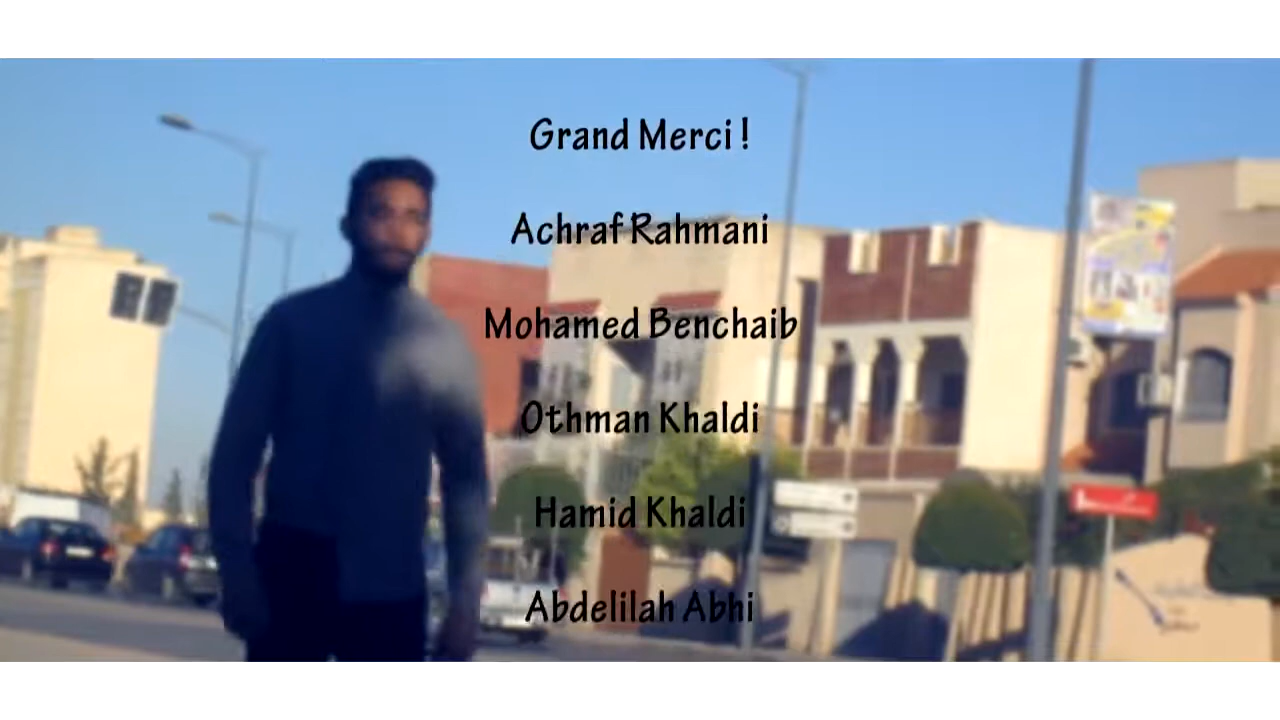 Grand Merci !
Achraf Rahmani
Mohamed Benchaib
Othman Khaldi
Hamid Khaldi
Abdelilah Abhi